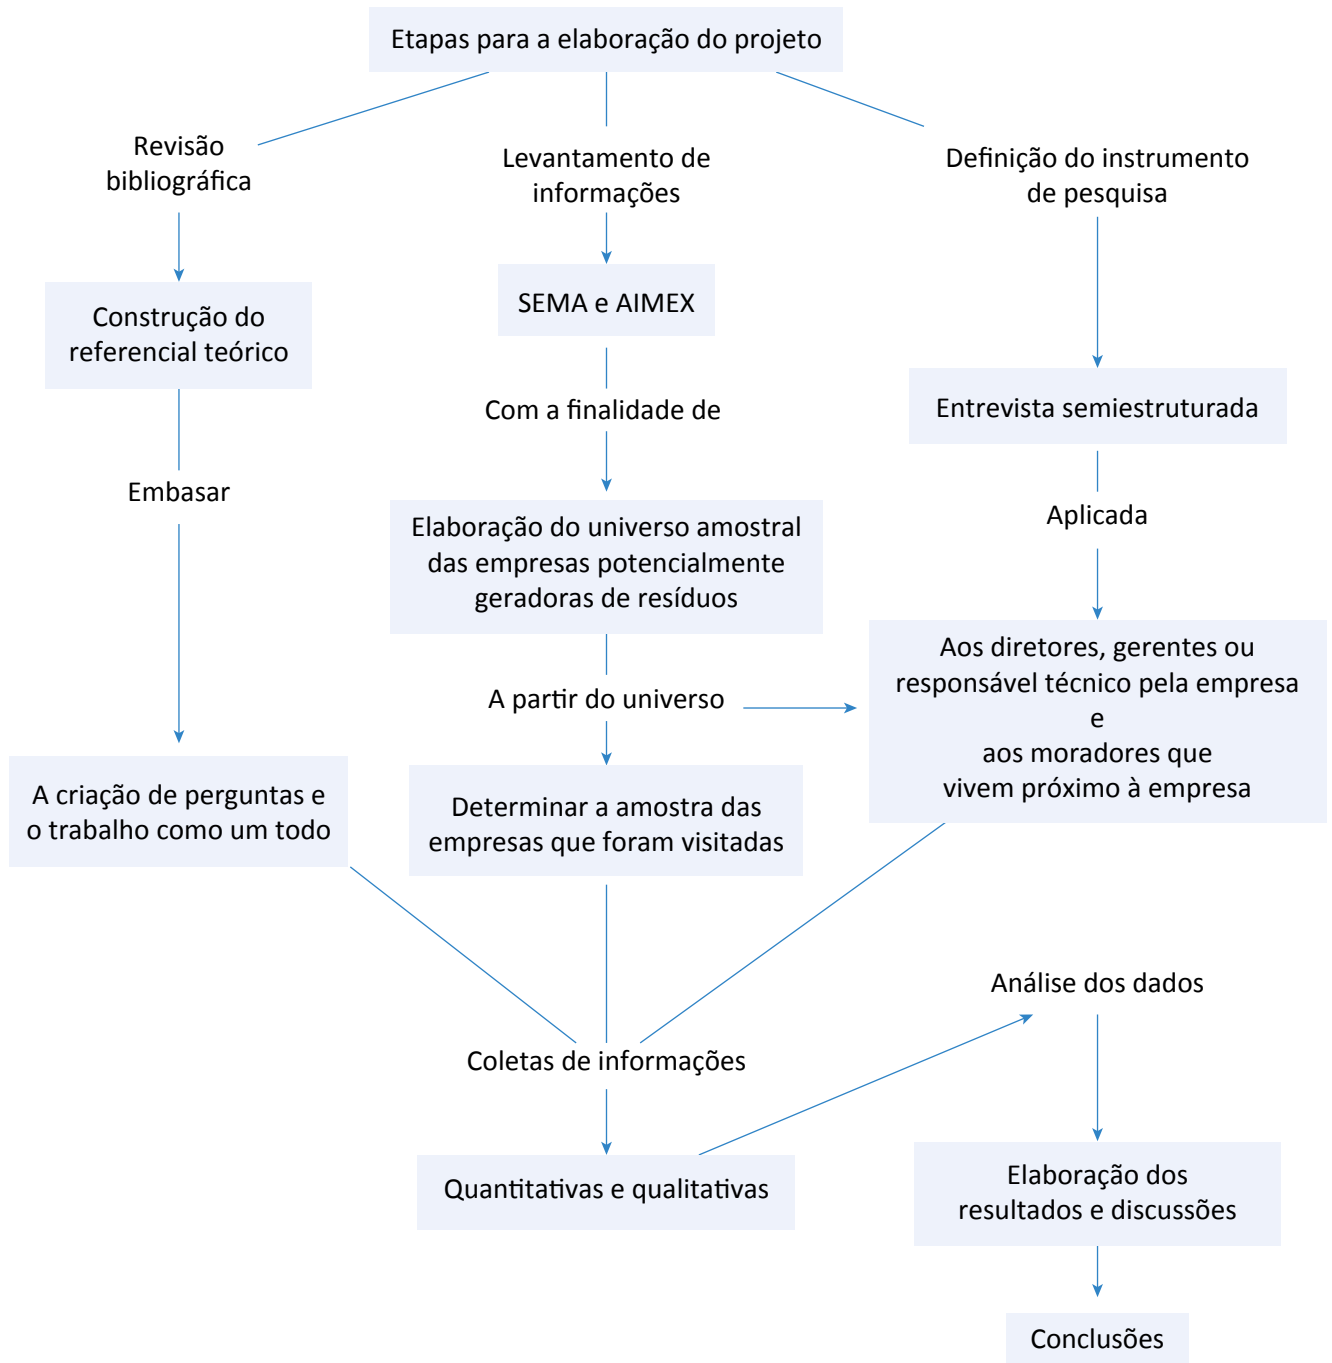 Etapas para a elaboração do projeto
Revisão
bibliográfica
Levantamento de
informações
Definição do instrumento
de pesquisa
Construção do
referencial teórico
SEMA e AIMEX
Entrevista semiestruturada
Com a finalidade de
Embasar
Aplicada
Elaboração do universo amostral
das empresas potencialmente
geradoras de resíduos
Aos diretores, gerentes ou
responsável técnico pela empresa
e
aos moradores que
vivem próximo à empresa
A partir do universo
A criação de perguntas e
o trabalho como um todo
Determinar a amostra das
empresas que foram visitadas
Análise dos dados
Coletas de informações
Quantitativas e qualitativas
Elaboração dos
resultados e discussões
Conclusões